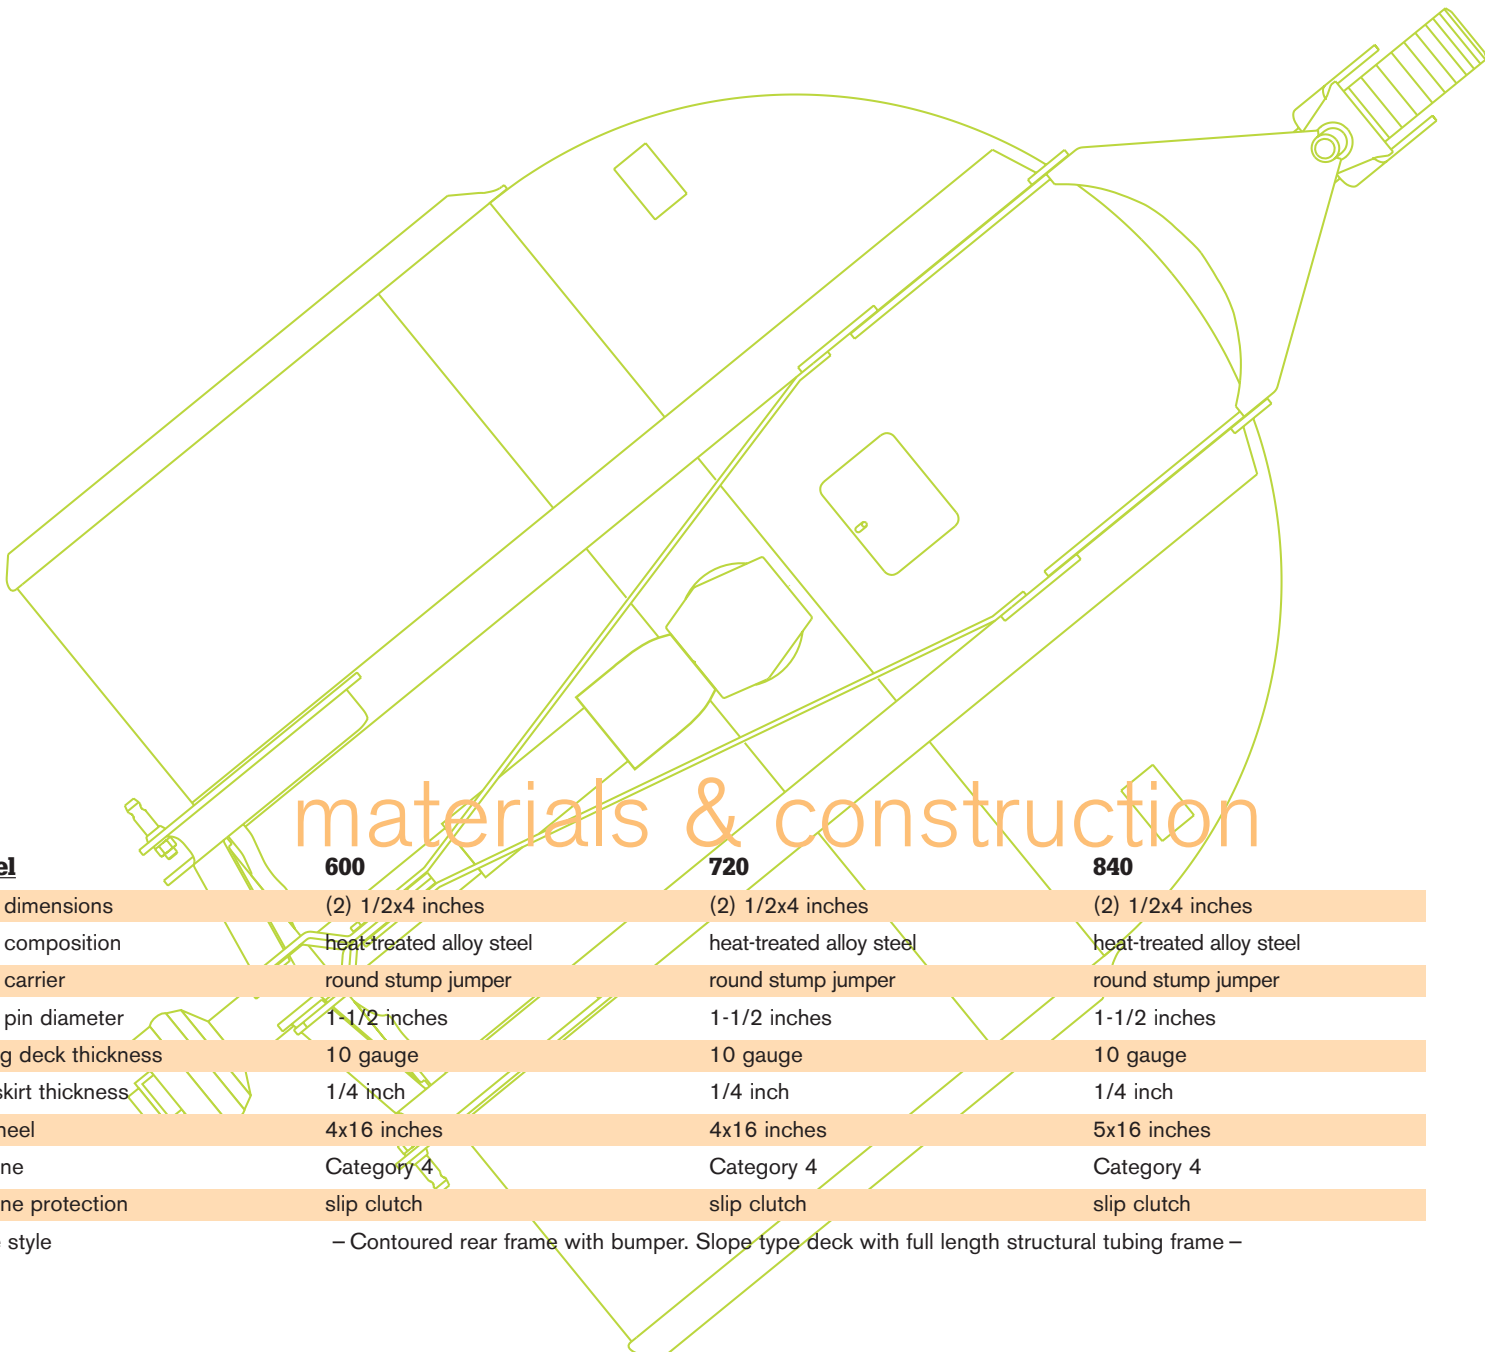 materials & construction
el 600 720 840
dimensions (2) 1/2x4 inches (2) 1/2x4 inches (2) 1/2x4 inches
composition heat-treated alloy steel heat-treated alloy steel heat-treated alloy steel
carrier round stump jumper round stump jumper round stump jumper
pin diameter 1-1/2 inches 1-1/2 inches 1-1/2 inches
g deck thickness 10 gauge 10 gauge 10 gauge
skirt thickness 1/4 inch 1/4 inch 1/4 inch
heel 4x16 inches 4x16 inches 5x16 inches
ne Category 4 Category 4 Category 4
ne protection slip clutch slip clutch slip clutch
style – Contoured rear frame with bumper. Slope type deck with full length structural tubing frame –